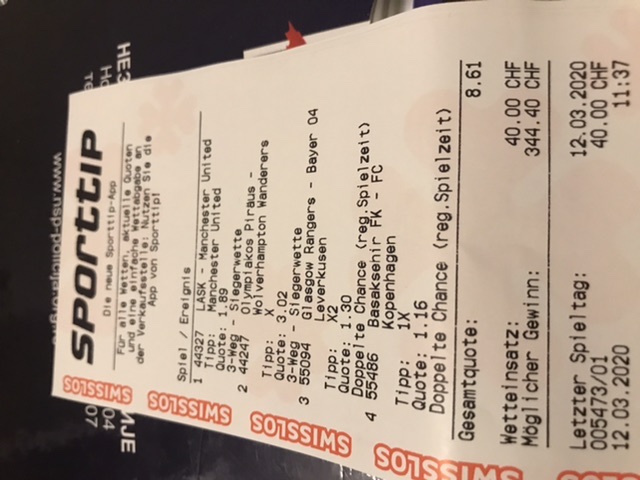 sporttip
Die neue Sporttip-App
Für alle Wetten, aktuelle Quoten
und eine einfache Wettabgabe an
der Verkaufsstelle: Nutzen Sie die
App von Sporttip!
Spiel / Ereignis
1 44327 LASK - Manchester United
Tipp: Manchester United
Quote: 1.89
3-Weg - Siegerwette
2 44247 Olympiakos Piräus -
Wolverhampton Wanderers
Tipp: X
Quote: 3.02
3-Weg - Siegerwette
3 55094 Glasgow Rangers - Bayer 04
Leverkusen
Tipp: X2
Quote: 1.30
Doppelte Chance (reg.Spielzeit)
4 55486 Basaksehir FK - FC
Kopenhagen
Tipp: 1X
Quote: 1.16
Doppelte Chance (reg.Spielzeit)
Gesamtquote: 8.61
Wetteinsatz: 40.00 CHF
Möglicher Gewinn: 344.40 CHF
Letzter Spieltag: 12.03.2020
005473/01 40.00 CHF
12.03.2020 11:37
SWISSLOS
SWISSLOS
SWISSLOS
SWISSLOS